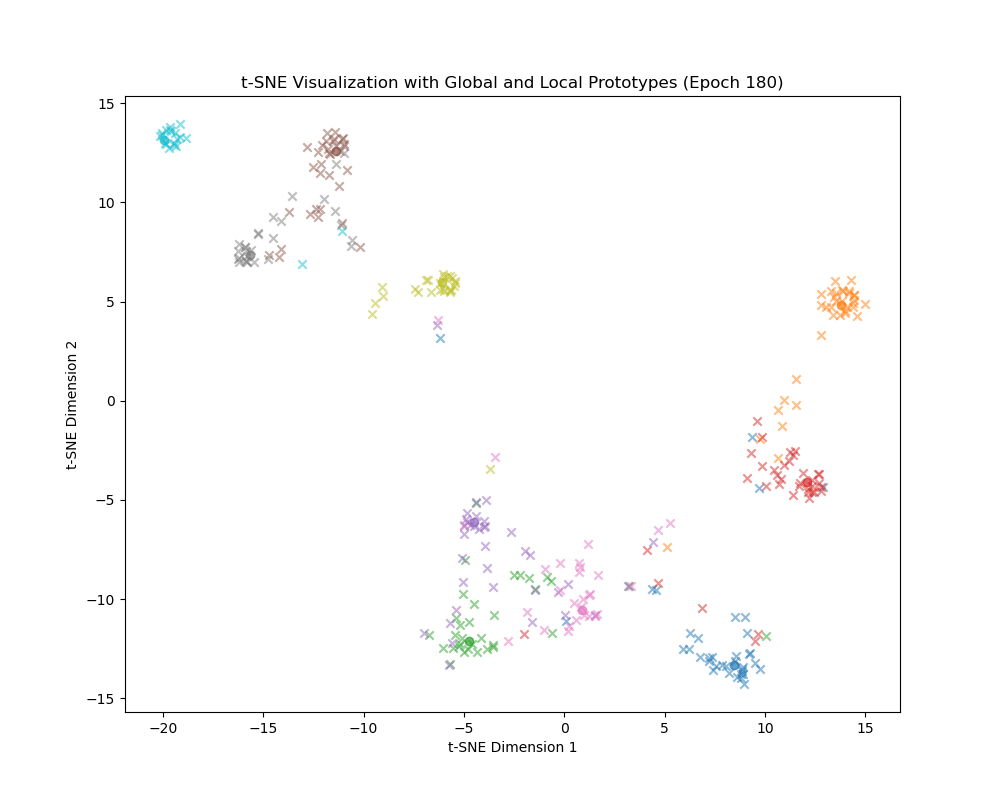 t-SNE Visualization with Global and Local Prototypes (Epoch 180)
15
10
5
0
−5
−10
−15
t-SNE Dimension 2
−20 −15 −10 −5 0 5 10 15
t-SNE Dimension 1